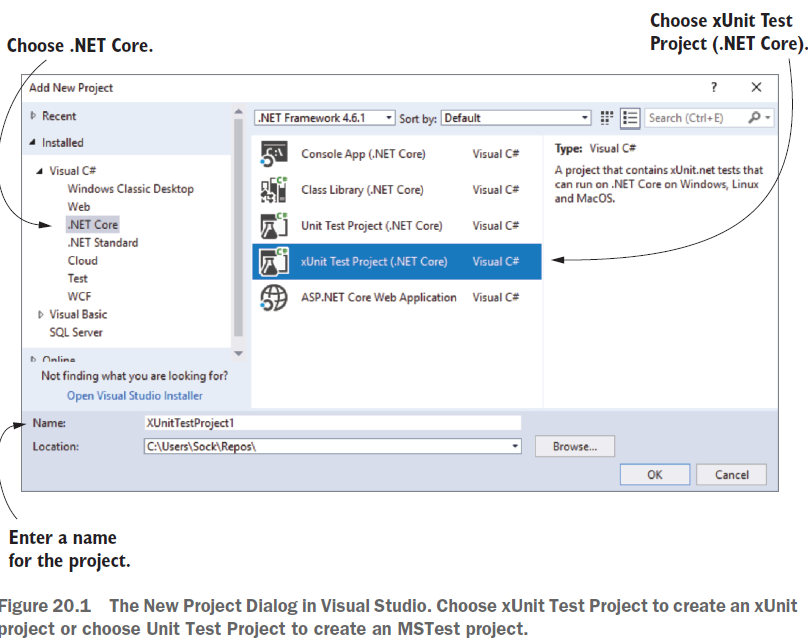 Choose .NET Core.
Choose xUnit Test
Project (.NET Core).
Add New Project
?
Recent
Installed
Visual C#
Windows Classic Desktop
Web
.NET Core
.NET Standard
Cloud
Test
WCF
Visual Basic
SQL Server
Online
Not finding what you are looking for?
Open Visual Studio Installer
.NET Framework 4.6.1 Sort by: Default
Search (Ctrl+E)
Console App (.NET Core) Visual C#
Class Library (.NET Core) Visual C#
Unit Test Project (.NET Core) Visual C#
xUnit Test Project (.NET Core) Visual C#
ASP.NET Core Web Application Visual C#
Type: Visual C#
A project that contains xUnit.net tests that
can run on .NET Core on Windows, Linux
and MacOS.
Name: XUnitTestProject1
Location: C:\Users\Sock\Repos\
Browse...
OK Cancel
Enter a name
for the project.
Figure 20.1 The New Project Dialog in Visual Studio. Choose xUnit Test Project to create an xUnit
project or choose Unit Test Project to create an MSTest project.